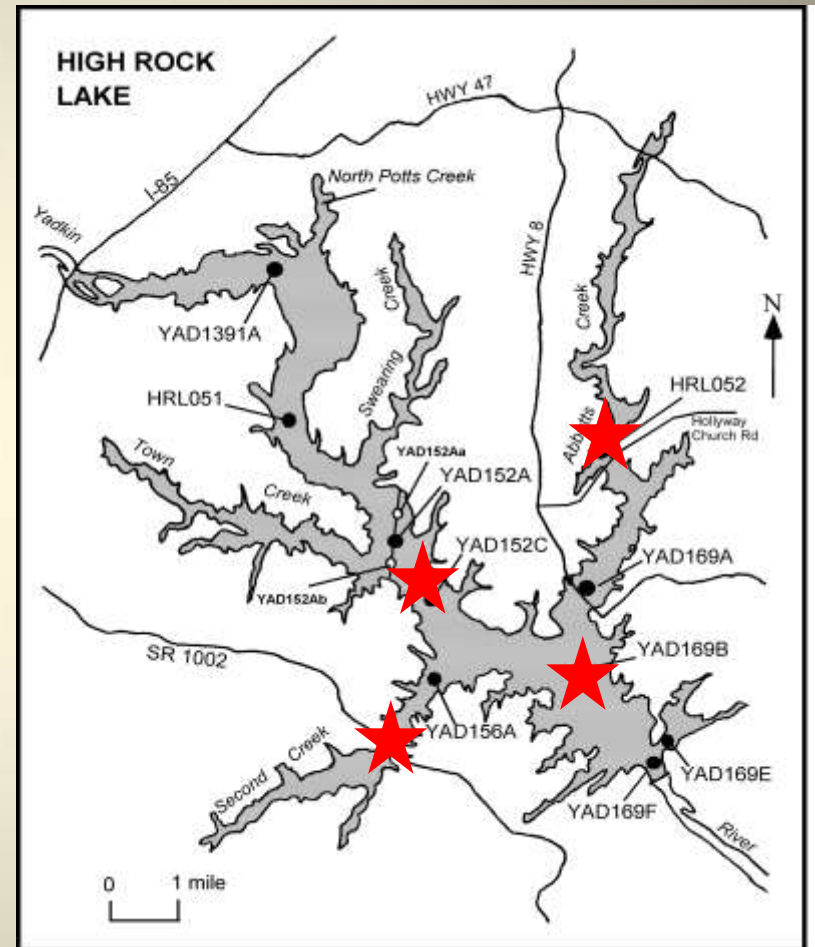 HIGH ROCK
LAKE
HWY 47
I-85
North Potts Creek
Yadkin
HWY 8
Creek
Creek
N
YAD1391A
Swearing
HRL052
HRL051
Abbotts
Hollyway
Church Rd
Town
YAD152Aa
YAD152A
Creek
YAD152C
YAD169A
YAD152Ab
SR 1002
YAD169B
YAD156A
Second Creek
YAD169E
YAD169F
River
0 1 mile